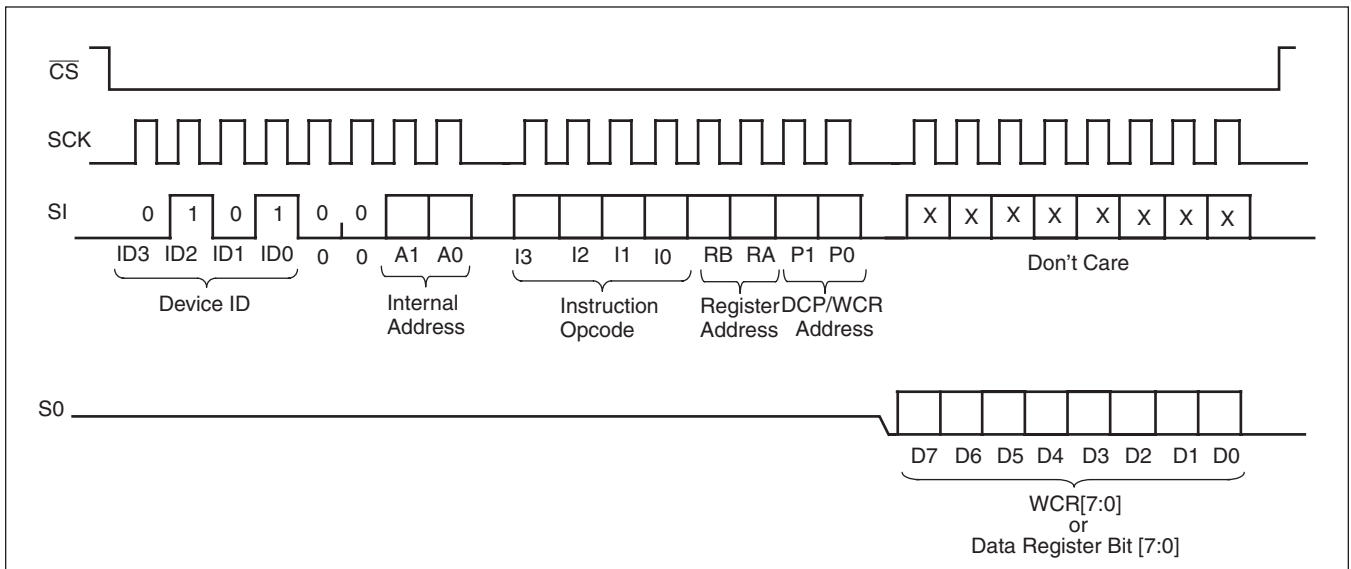 CS
SCK
SI
0 1 0 1 0 0
X X X X X X X X
ID3 ID2 ID1 ID0 0 0 A1 A0 I3 I2 I1 I0 RB RA P1 P0
Don't Care
Device ID
Internal
Address
Instruction
Opcode
Register
Address
DCP/WCR
Address
S0
D7 D6 D5 D4 D3 D2 D1 D0
WCR[7:0]
or
Data Register Bit [7:0]